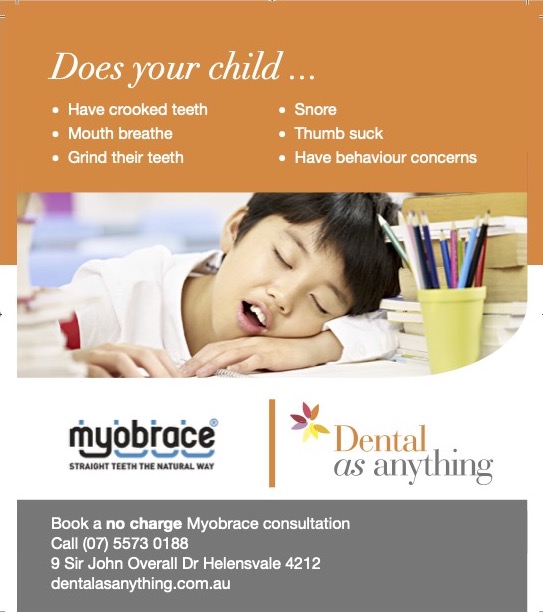 Does your child ...
• Have crooked teeth
• Mouth breathe
• Grind their teeth
• Snore
• Thumb suck
• Have behaviour concerns
myobrace®
STRAIGHT TEETH THE NATURAL WAY
Dental
as anything
Book a no charge Myobrace consultation
Call (07) 5573 0188
9 Sir John Overall Dr Helensvale 4212
dentalasanything.com.au